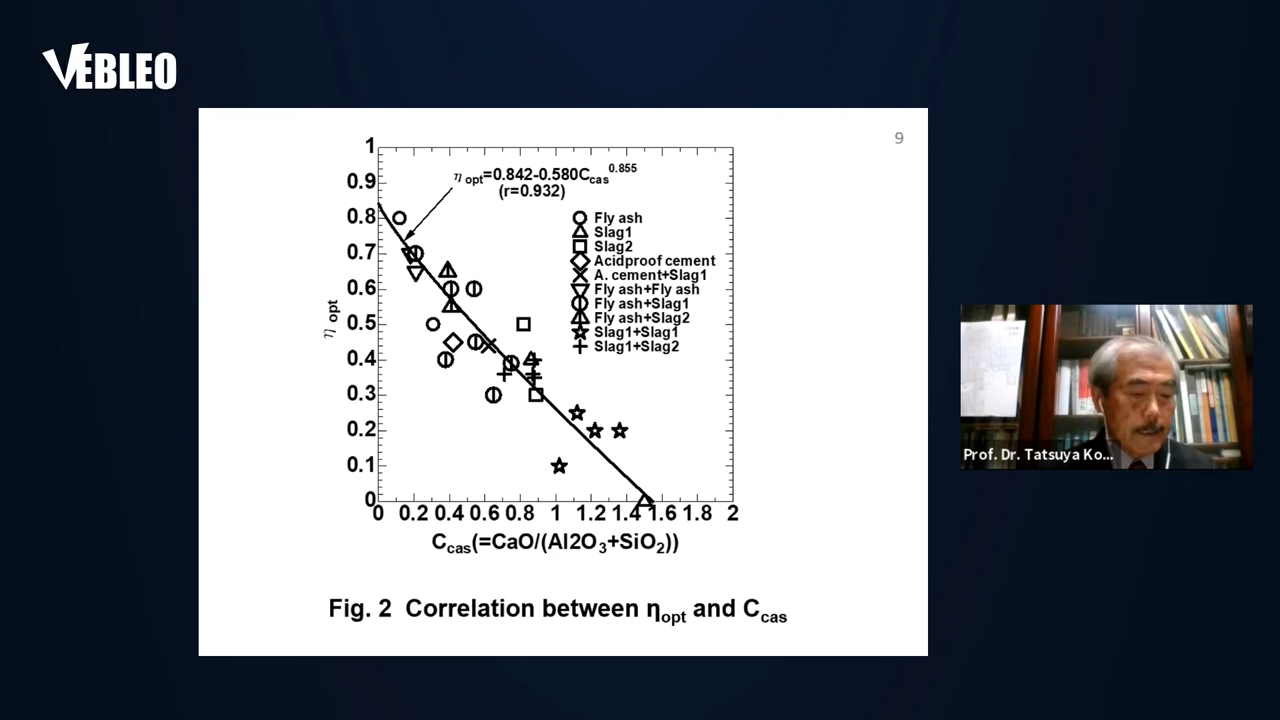 VEBLEO
9
1
0.9
0.8
0.7
0.6
0.5
0.4
0.3
0.2
0.1
0
η opt
η opt=0.842-0.580Ccas^0.855
(r=0.932)
Fly ash
Slag1
Slag2
Acidproof cement
A. cement+Slag1
Fly ash+Fly ash
Fly ash+Slag1
Fly ash+Slag2
Slag1+Slag1
Slag1+Slag2
0 0.2 0.4 0.6 0.8 1 1.2 1.4 1.6 1.8 2
Ccas(=CaO/(Al2O3+SiO2))
Fig. 2 Correlation between ηopt and Ccas
Prof. Dr. Tatsuya Ko...